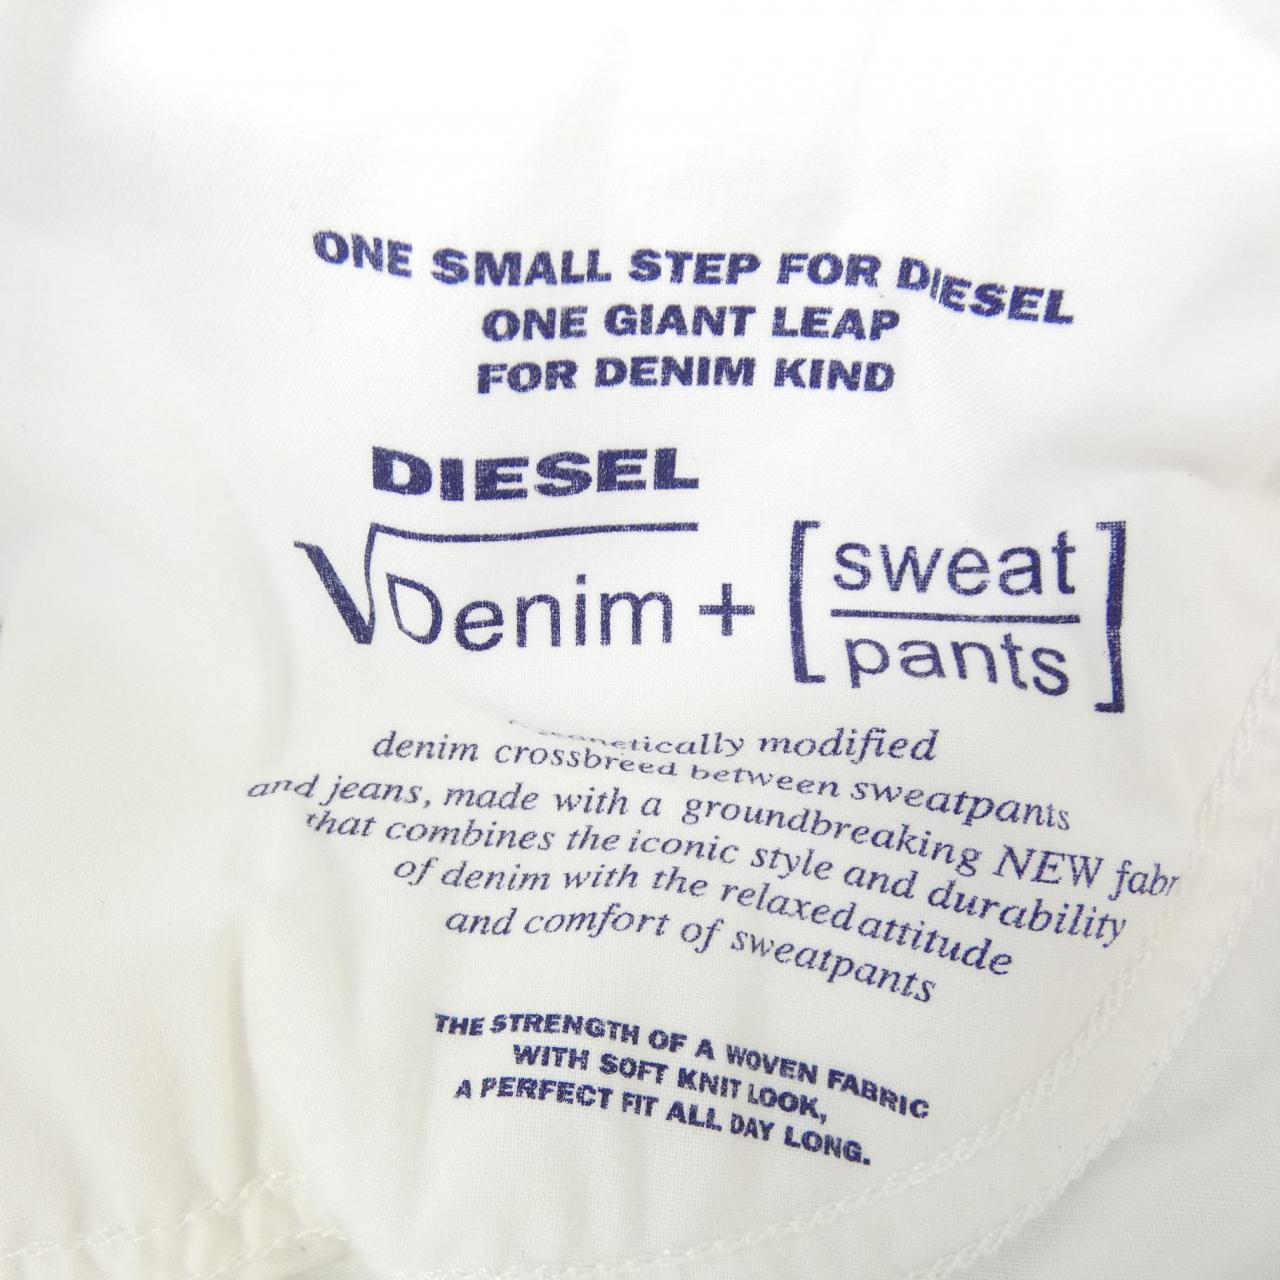 ONE SMALL STEP FOR DIESEL
ONE GIANT LEAP
FOR DENIM KIND
DIESEL
√Denim + [sweat
pants]
modified
denim crossbreed between sweatpants
and jeans, made with a groundbreaking NEW
that combines the iconic style and durability
of denim with the relaxed attitude
and comfort of sweatpants
THE STRENGTH OF A WOVEN FABRIC
WITH SOFT KNIT LOOK,
A PERFECT FIT ALL DAY LONG.